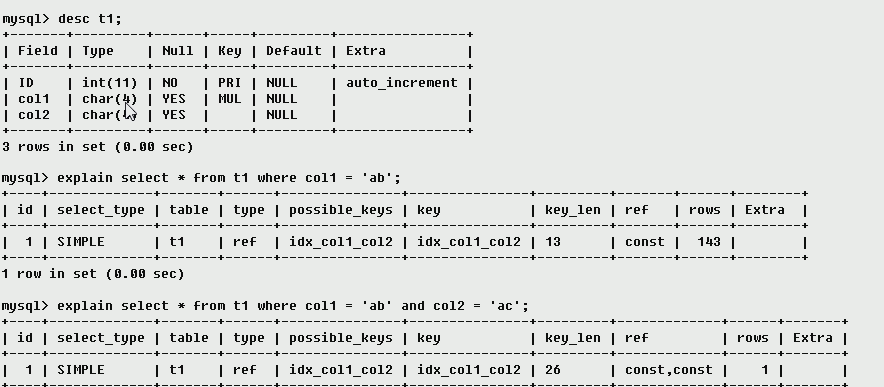 mysql> desc t1;
+-------+---------+------+-----+---------+----------------+
| Field | Type | Null | Key | Default | Extra |
+-------+---------+------+-----+---------+----------------+
| ID | int(11) | NO | PRI | NULL | auto_increment |
| col1 | char(4) | YES | MUL | NULL | |
| col2 | char( | YES | | NULL | |
+-------+---------+------+-----+---------+----------------+
3 rows in set (0.00 sec)
mysql> explain select * from t1 where col1 = 'ab';
+----+-------------+-------+------+---------------+---------------+---------+-------+------+-------+
| id | select_type | table | type | possible_keys | key | key_len | ref | rows | Extra |
+----+-------------+-------+------+---------------+---------------+---------+-------+------+-------+
| 1 | SIMPLE | t1 | ref | idx_col1_col2 | idx_col1_col2 | 13 | const | 143 | |
+----+-------------+-------+------+---------------+---------------+---------+-------+------+-------+
1 row in set (0.00 sec)
mysql> explain select * from t1 where col1 = 'ab' and col2 = 'ac';
+----+-------------+-------+------+---------------+---------------+---------+-------------+------+-------+
| id | select_type | table | type | possible_keys | key | key_len | ref | rows | Extra |
+----+-------------+-------+------+---------------+---------------+---------+-------------+------+-------+
| 1 | SIMPLE | t1 | ref | idx_col1_col2 | idx_col1_col2 | 26 | const,const | 1 | |
+----+-------------+-------+------+---------------+---------------+---------+-------------+------+-------+